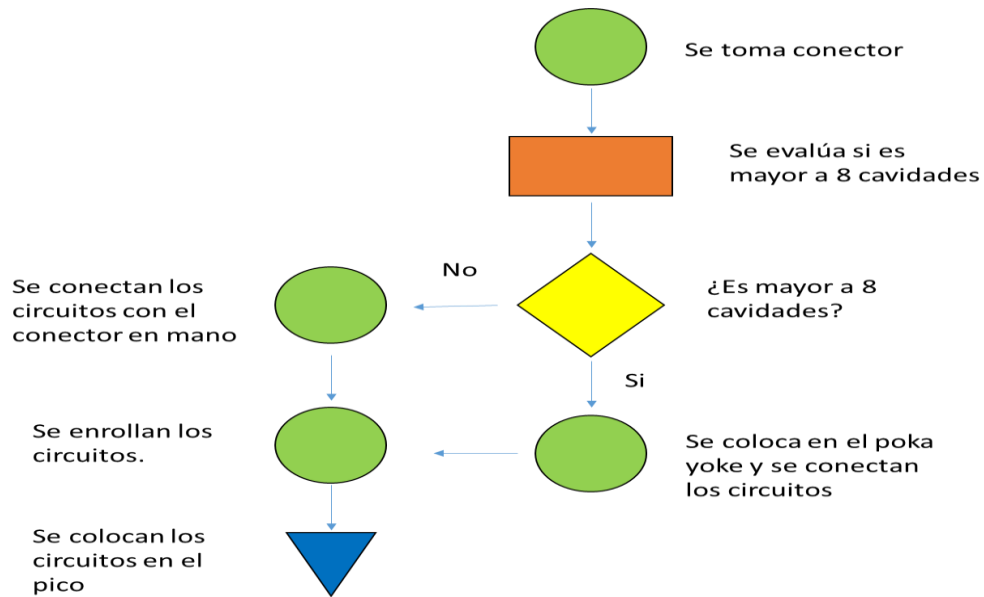 Se toma conector
Se evalúa si es
mayor a 8 cavidades
No
Se conectan los
circuitos con el
conector en mano
¿Es mayor a 8
cavidades?
Si
Se enrollan los
circuitos.
Se coloca en el poka
yoke y se conectan
los circuitos
Se colocan los
circuitos en el
pico